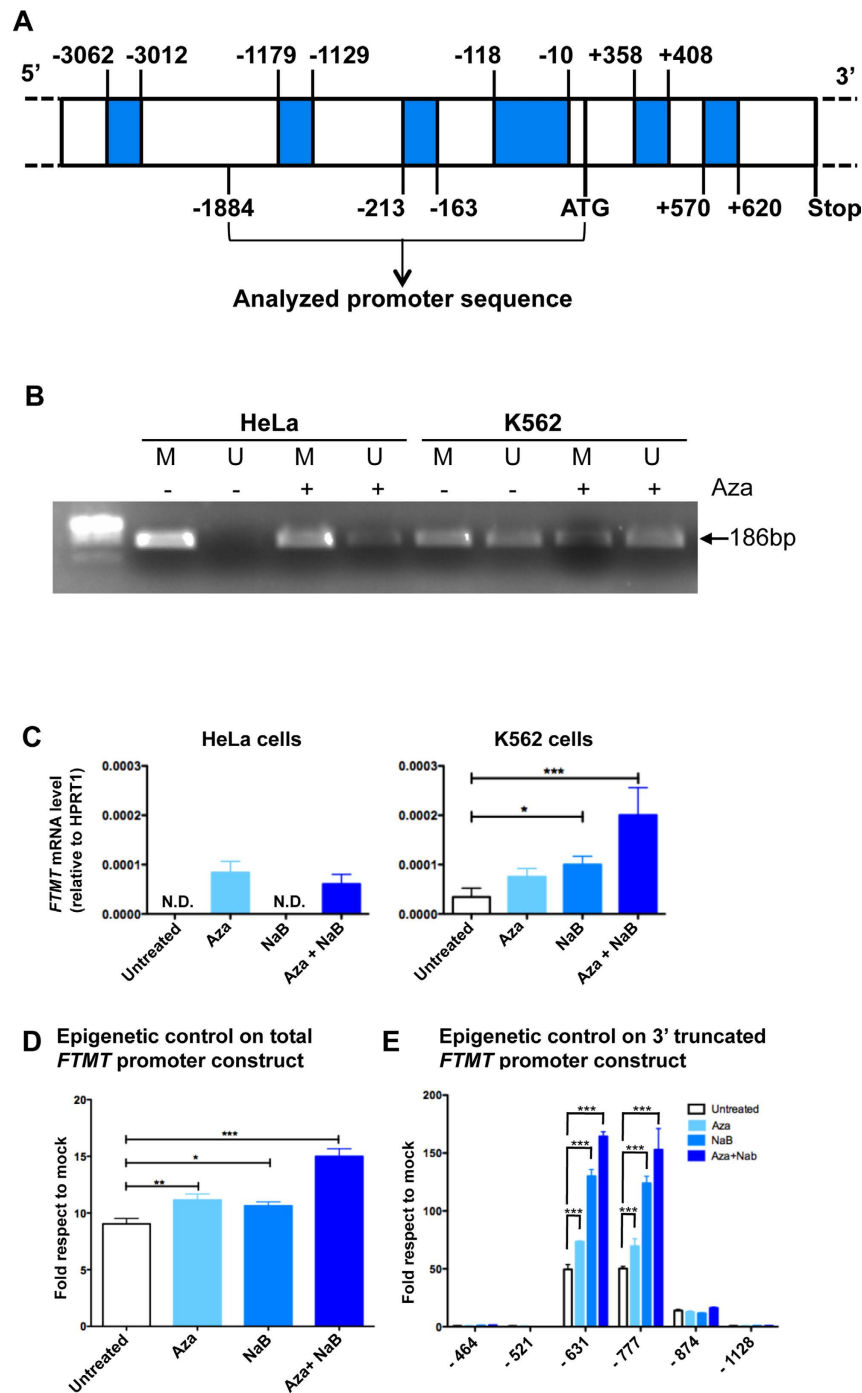 A
-3062 -3012 -1179 -1129 -118 -10 +358 +408
5’ 3’
-1884 -213 -163 ATG +570 +620 Stop
Analyzed promoter sequence
B
HeLa K562
M U M U M U M U
- - + + - - + + Aza
186bp
C
HeLa cells
FTMT mRNA level
(relative to HPRT1)
0.0003
0.0002
0.0001
0.0000
N.D. N.D.
Untreated Aza NaB Aza + NaB
K562 cells
0.0003
0.0002
0.0001
0.0000
***
*
Untreated Aza NaB Aza + NaB
D Epigenetic control on total
FTMT promoter construct
Fold respect to mock
20
15
10
5
0
***
*
**
Untreated Aza NaB Aza+ NaB
E Epigenetic control on 3’ truncated
FTMT promoter construct
Fold respect to mock
200
150
100
50
0
*** ***
*** ***
*** ***
Untreated
Aza
NaB
Aza+Nab
- 464 - 521 - 631 - 777 - 874 - 1128